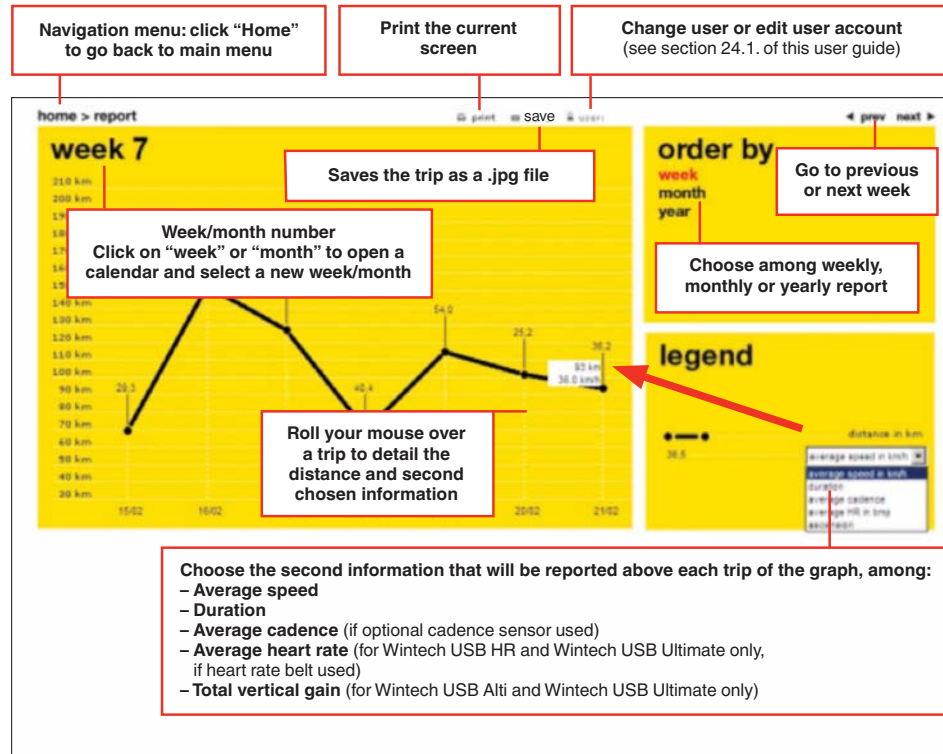 Navigation menu: click “Home”
to go back to main menu
Print the current
screen
Change user or edit user account
(see section 24.1. of this user guide)
home > report
print
save
◄ prev next ►
week 7
Saves the trip as a .jpg file
order by
week
month
year
Go to previous
or next week
Week/month number
Click on “week” or “month” to open a
calendar and select a new week/month
Choose among weekly,
monthly or yearly report
210 km
200 km
140 km
130 km
120 km
110 km
100 km
90 km
80 km
70 km
60 km
50 km
40 km
30 km
54,0
25,2
36,2
93 km
36.0 km/h
Roll your mouse over
a trip to detail the
distance and second
chosen information
15/02
16/02
20/02
21/02
legend
distance in km
average speed in km/h
average speed in km/h
duration
average cadence
average HR in bmp
ascension
Choose the second information that will be reported above each trip of the graph, among:
– Average speed
– Duration
– Average cadence (if optional cadence sensor used)
– Average heart rate (for Wintech USB HR and Wintech USB Ultimate only,
if heart rate belt used)
– Total vertical gain (for Wintech USB Alti and Wintech USB Ultimate only)